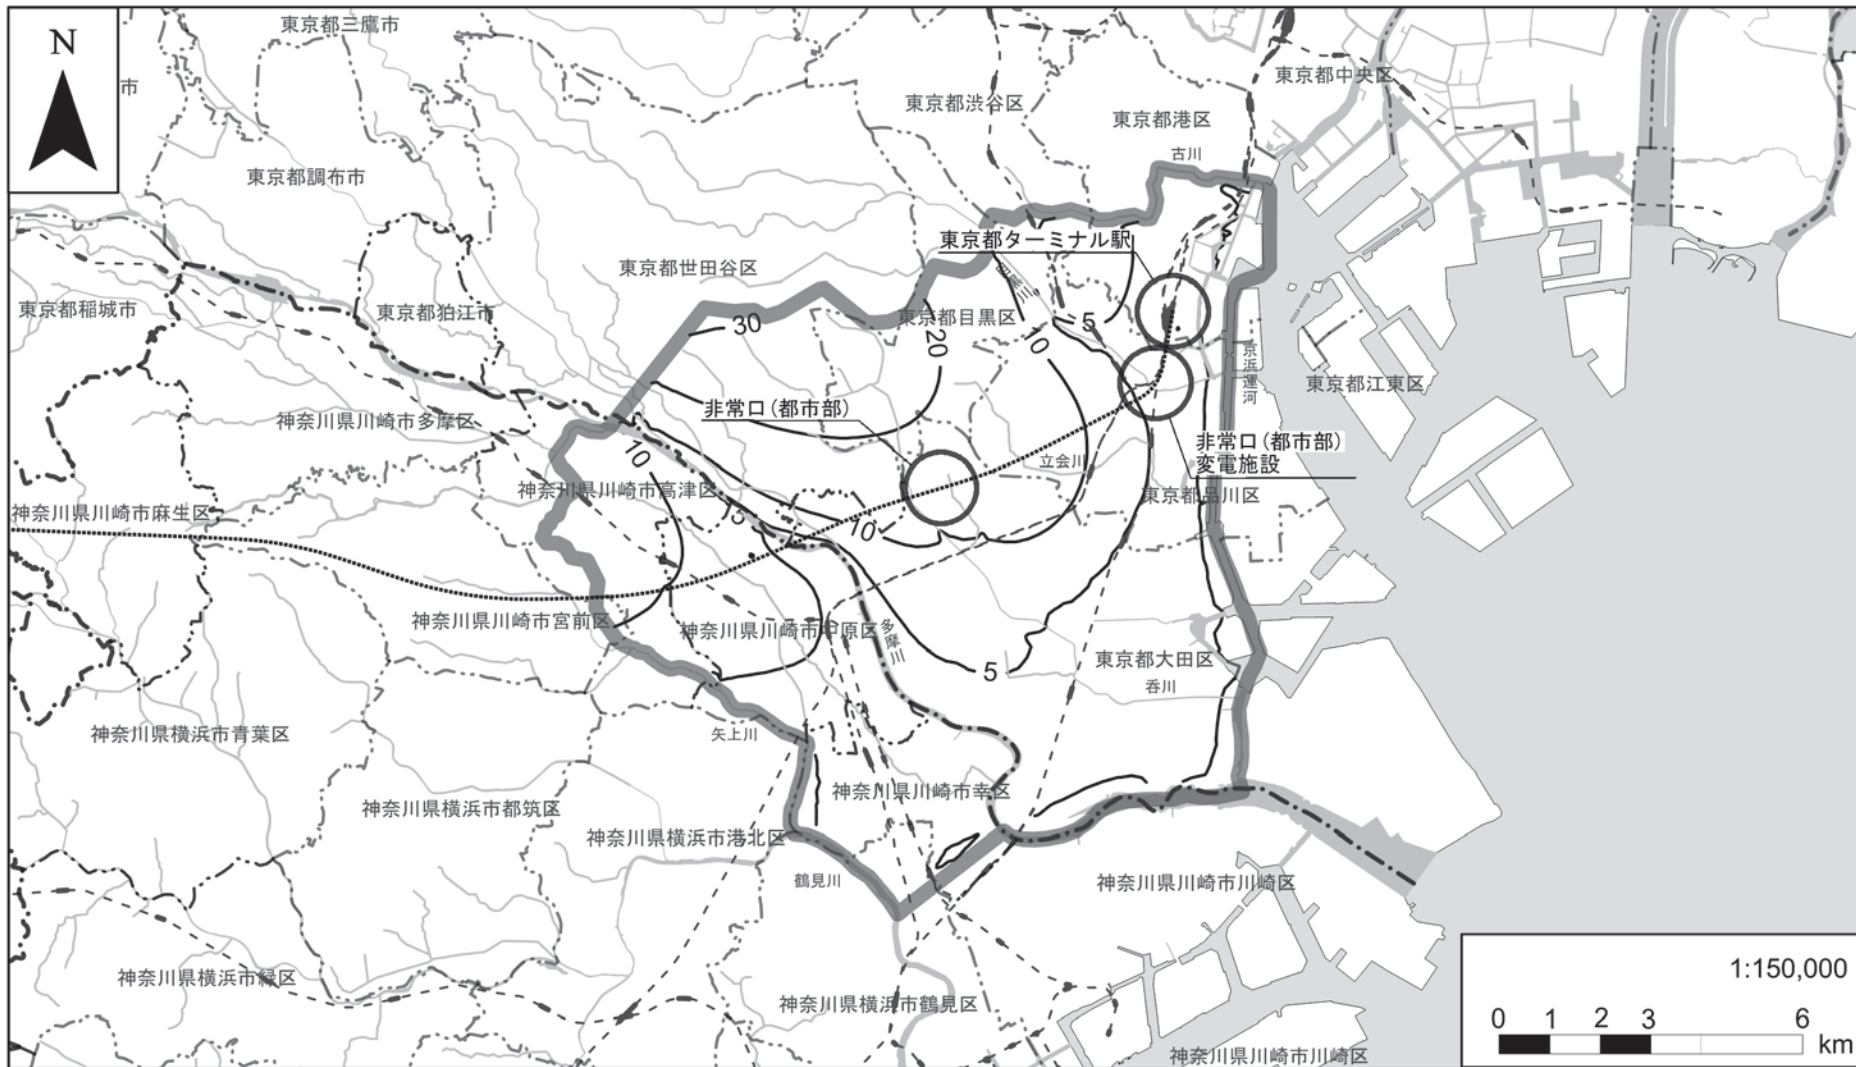 N
東京都三鷹市
市
東京都中央区
東京都渋谷区
東京都港区
古川
東京都調布市
東京都ターミナル駅
東京都世田谷区
目黒川
東京都稲城市
東京都狛江市
30
東京都目黒区
20
10
5
京浜運河
東京都江東区
非常口(都市部)
神奈川県川崎市多摩区
非常口(都市部)
変電施設
10
立会川
神奈川県川崎市高津区
東京都品川区
神奈川県川崎市麻生区
10
神奈川県川崎市宮前区
神奈川県川崎市中原区
多摩川
5
東京都大田区
呑川
神奈川県横浜市青葉区
矢上川
神奈川県川崎市幸区
神奈川県横浜市都筑区
神奈川県横浜市港北区
鶴見川
神奈川県川崎市川崎区
神奈川県横浜市緑区
神奈川県横浜市鶴見区
神奈川県川崎市川崎区
1:150,000
0 1 2 3 6
km